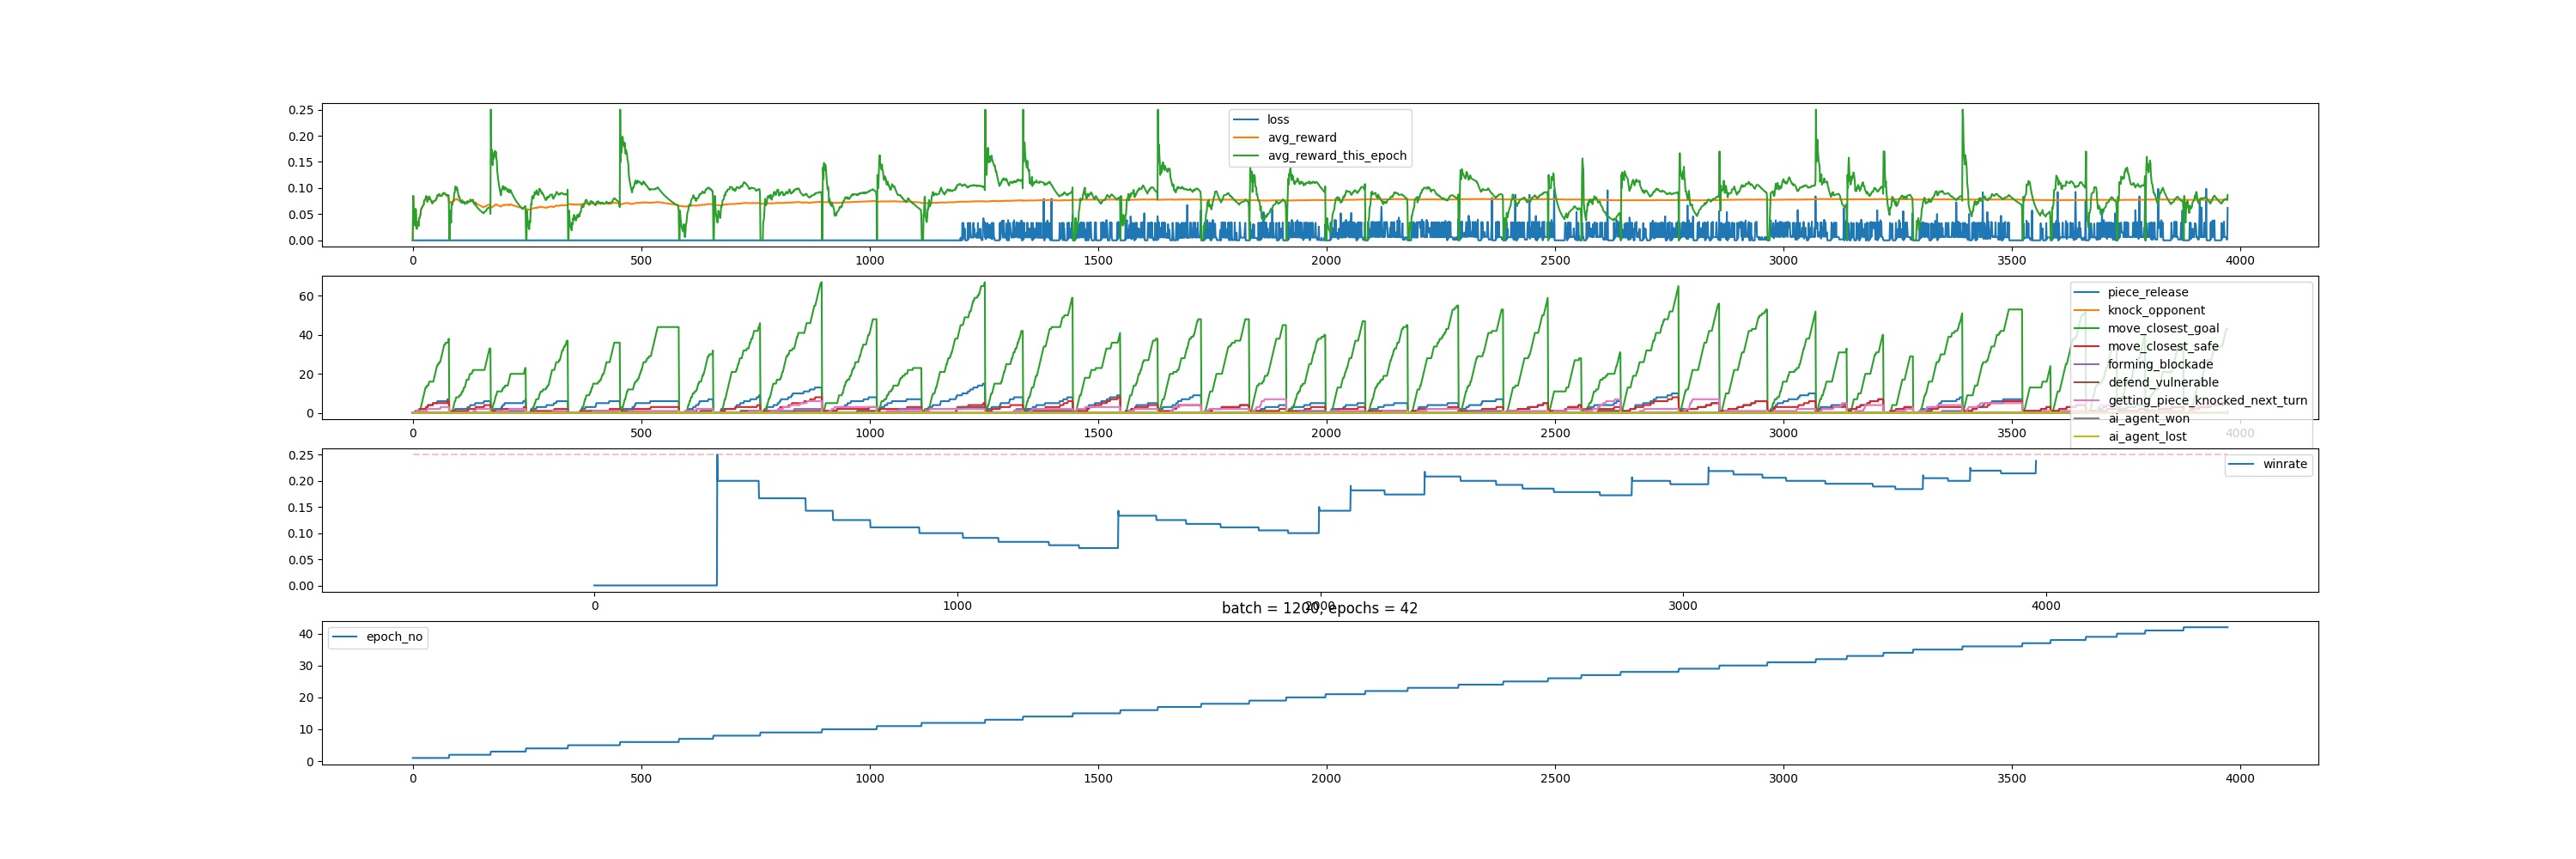 0.25
0.20
0.15
0.10
0.05
0.00
loss
avg_reward
avg_reward_this_epoch
0 500 1000 1500 2000 2500 3000 3500 4000
60
40
20
0
piece_release
knock_opponent
move_closest_goal
move_closest_safe
forming_blockade
defend_vulnerable
getting_piece_knocked_next_turn
ai_agent_won
ai_agent_lost
0 500 1000 1500 2000 2500 3000 3500 4000
0.25
0.20
0.15
0.10
0.05
0.00
winrate
0 1000 2000 3000 4000
batch = 1200, epochs = 42
40
30
20
10
0
epoch_no
0 500 1000 1500 2000 2500 3000 3500 4000